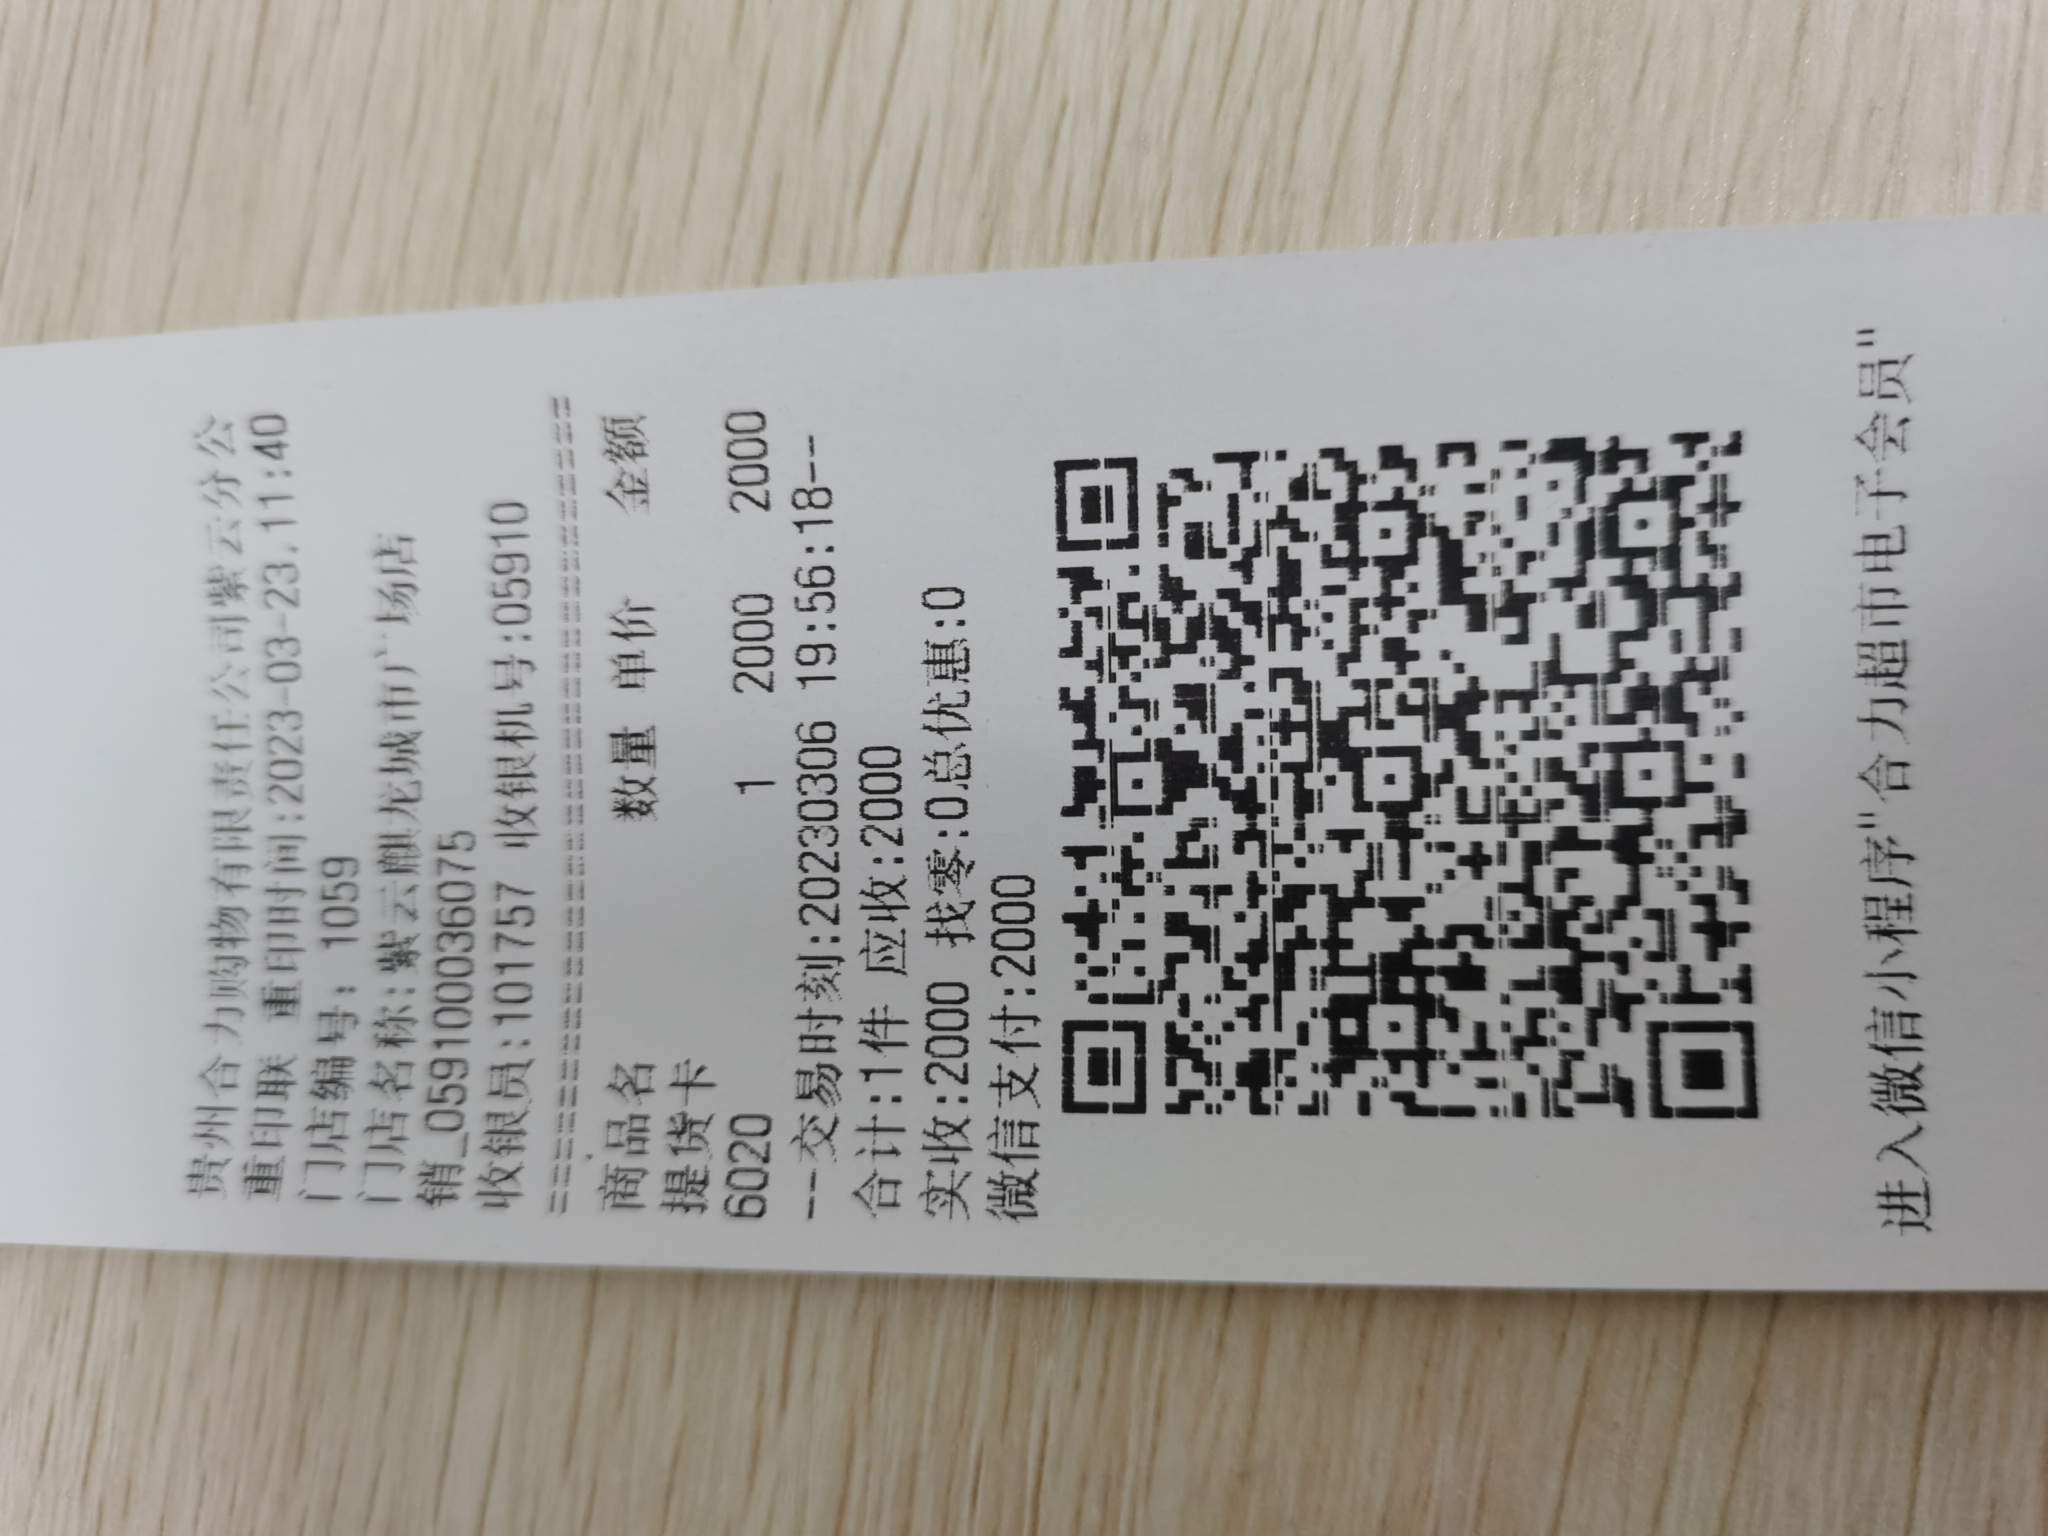 贵州合力购物有限责任公司紫云分公
重印联 重印时间:2023-03-23.11:40
门店编号: 1059
门店名称:紫云麒龙城市广场店
销_0591000036075
收银员:101757 收银机号:05910
商品名 数量 单价 金额
提货卡
6020 1 2000 2000
--交易时刻:20230306 19:56:18--
合计:1件 应收:2000
实收:2000 找零:0总优惠:0
微信支付:2000
进入微信小程序"合力超市电子会员"